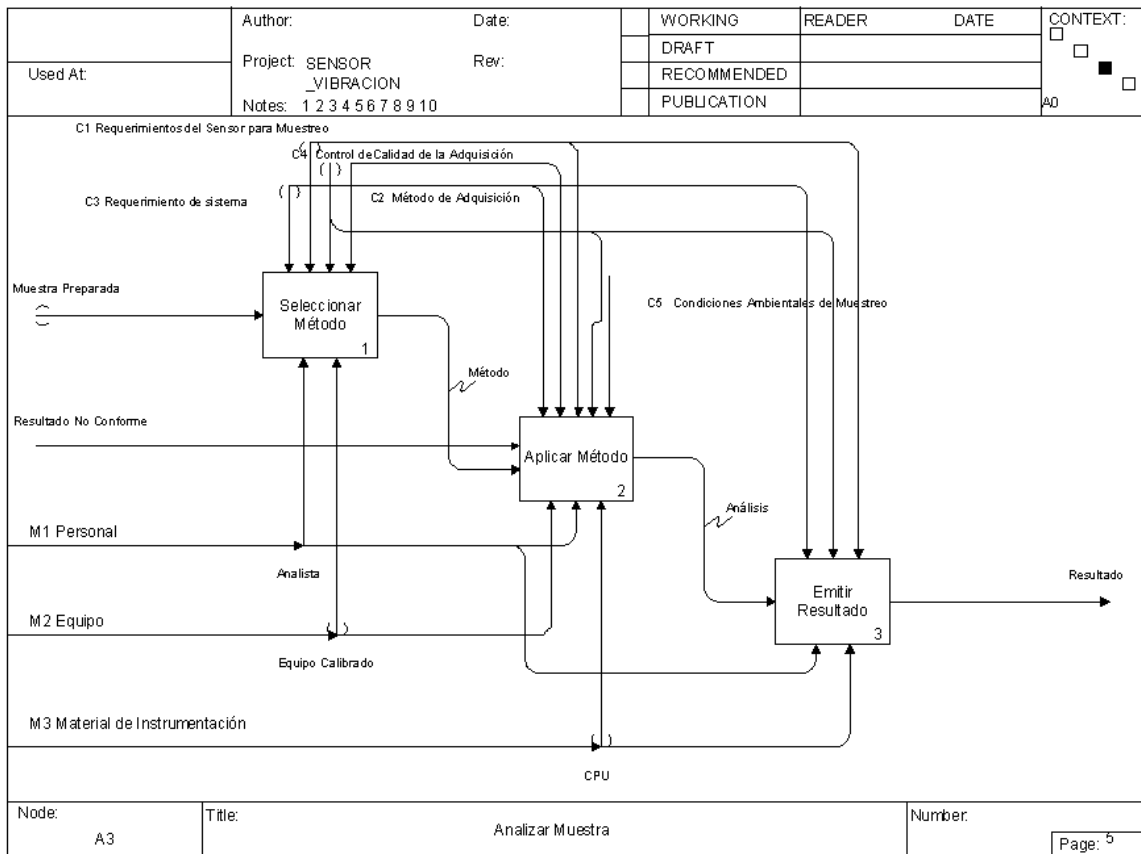 Used At:
Author:
Date:
Project: SENSOR
_VIBRACION
Rev:
Notes: 1 2 3 4 5 6 7 8 9 10
WORKING
DRAFT
RECOMMENDED
PUBLICATION
READER
DATE
CONTEXT:
A0
C1 Requerimientos del Sensor para Muestreo
C4 Control de Calidad de la Adquisición
C3 Requerimiento de sistema
C2 Método de Adquisición
Muestra Preparada
C5 Condiciones Ambientales de Muestreo
Seleccionar
Método
1
Método
Resultado No Conforme
Aplicar Método
2
M1 Personal
Análisis
Analista
Emitir
Resultado
3
Resultado
M2 Equipo
Equipo Calibrado
M3 Material de Instrumentación
CPU
Node:
A3
Title:
Analizar Muestra
Number:
Page: 5